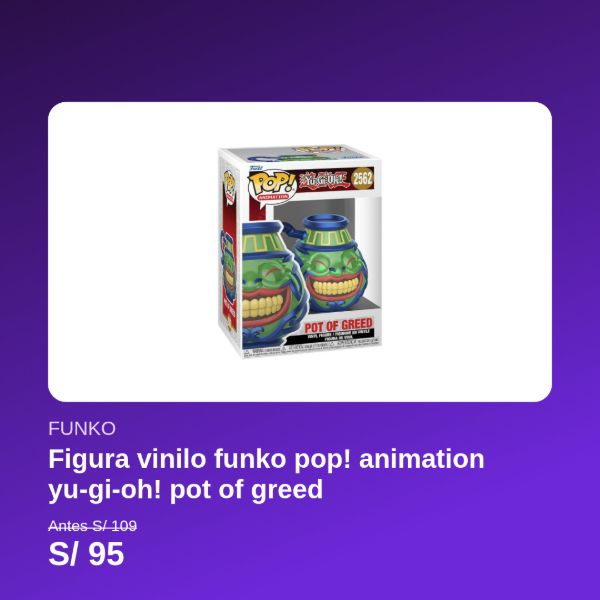 POP!
ANIMATION
Yu-Gi-Oh!
2562
POT OF GREED
FUNKO
Figura vinilo funko pop! animation
yu-gi-oh! pot of greed
Antes S/ 109
S/ 95